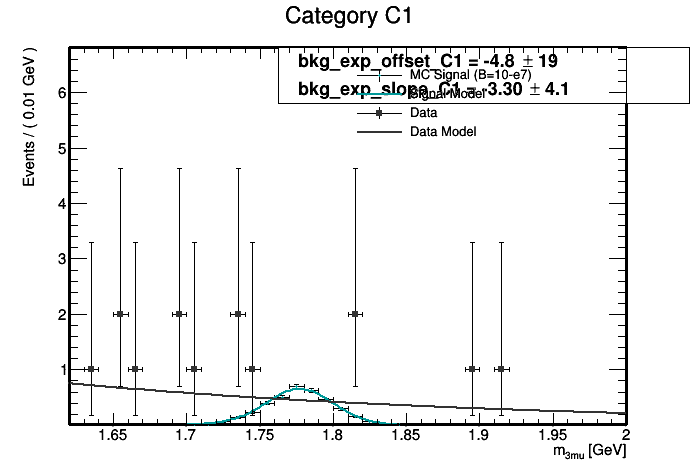 Category C1
bkg_exp_offset_C1 = -4.8 ± 19
MC Signal (B=10-e7)
bkg_exp_slope_C1 = -3.30 ± 4.1
Signal Model
Data
Data Model
Events / ( 0.01 GeV )
6
5
4
3
2
1
1.65 1.7 1.75 1.8 1.85 1.9 1.95 2
m3mu [GeV]